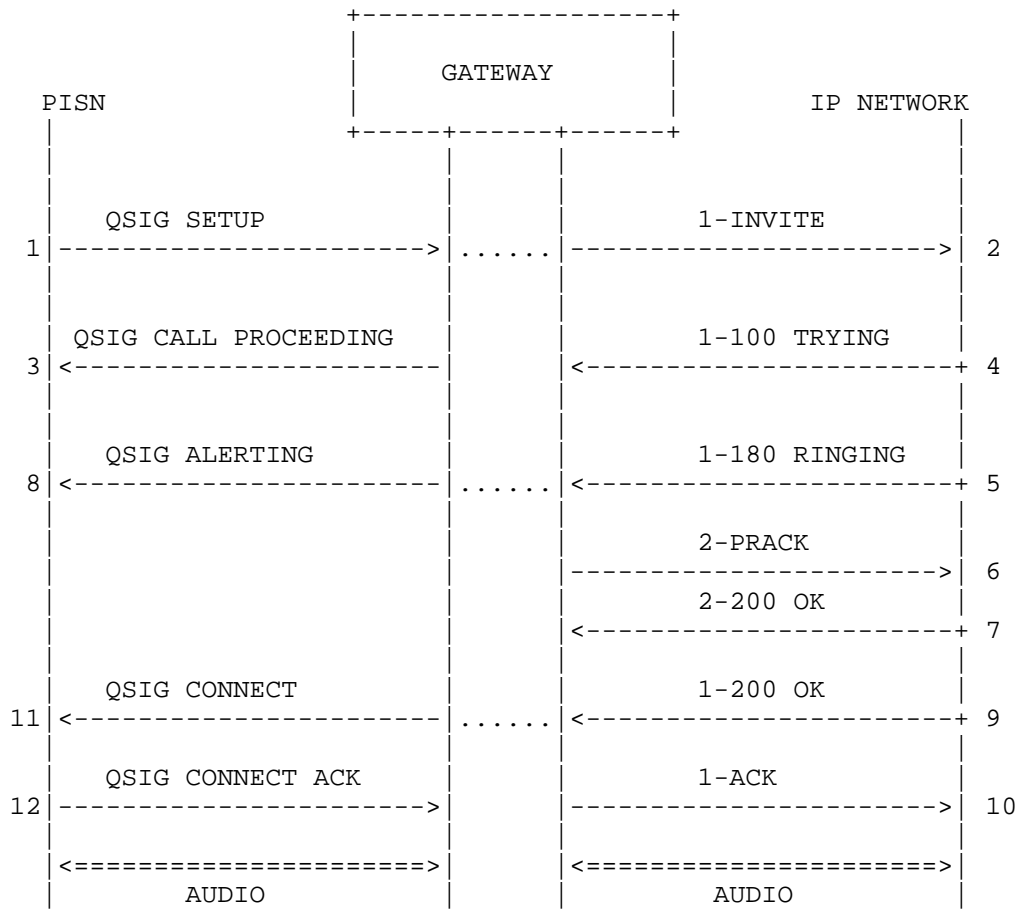 GATEWAY
PISN IP NETWORK
QSIG SETUP 1-INVITE
1 2
QSIG CALL PROCEEDING 1-100 TRYING
3 4
QSIG ALERTING 1-180 RINGING
8 ...... 5
2-PRACK
6
2-200 OK
7
QSIG CONNECT 1-200 OK
11 ...... 9
QSIG CONNECT ACK 1-ACK
12 10
AUDIO AUDIO